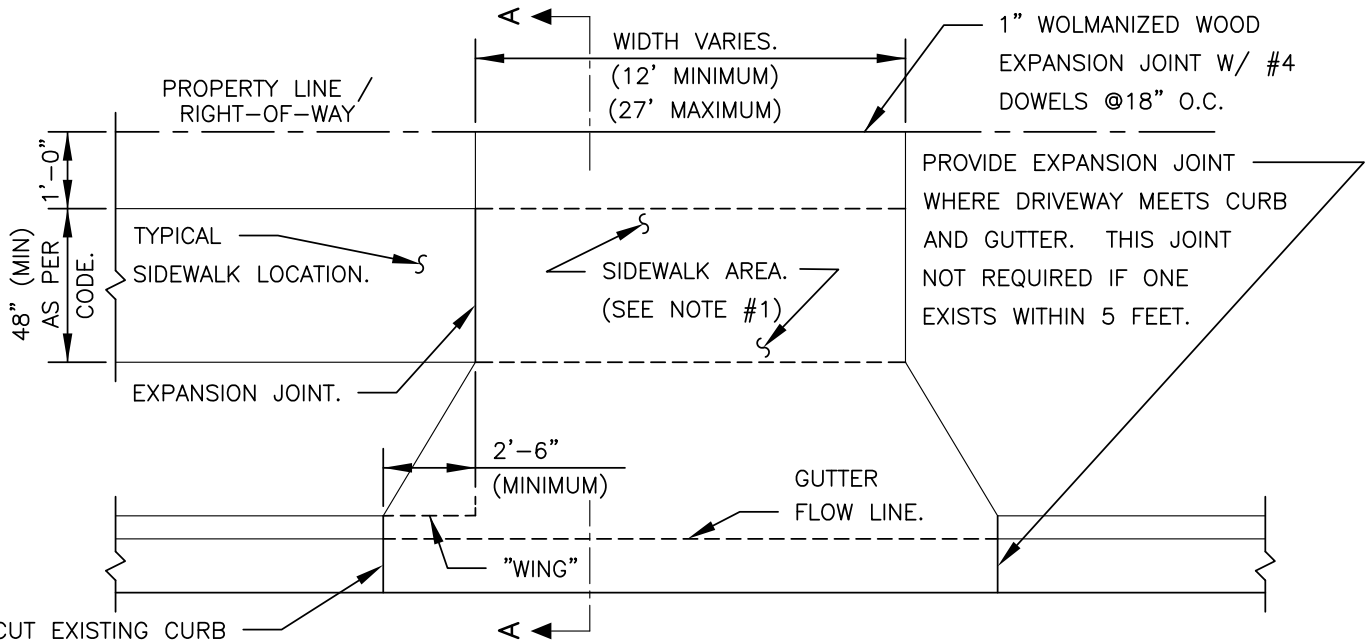 A
WIDTH VARIES.
(12' MINIMUM)
(27' MAXIMUM)
1" WOLMANIZED WOOD
EXPANSION JOINT W/ #4
DOWELS @18" O.C.
PROPERTY LINE /
RIGHT-OF-WAY
1'-0"
48" (MIN)
AS PER
CODE.
TYPICAL
SIDEWALK LOCATION.
SIDEWALK AREA.
(SEE NOTE #1)
PROVIDE EXPANSION JOINT
WHERE DRIVEWAY MEETS CURB
AND GUTTER. THIS JOINT
NOT REQUIRED IF ONE
EXISTS WITHIN 5 FEET.
EXPANSION JOINT.
2'-6"
(MINIMUM)
GUTTER
FLOW LINE.
"WING"
CUT EXISTING CURB
A